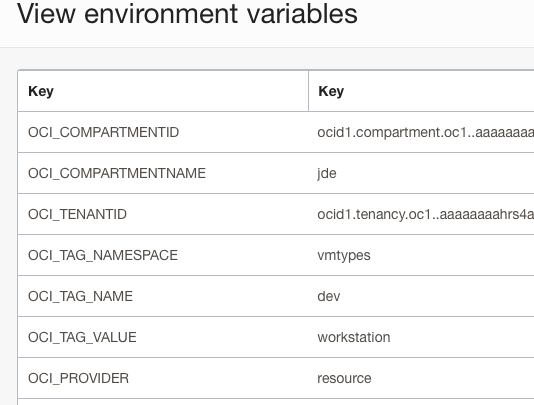 View environment variables
Key Key
OCI_COMPARTMENTID ocid1.compartment.oc1..aaaaaaaa
OCI_COMPARTMENTNAME jde
OCI_TENANTID ocid1.tenancy.oc1..aaaaaaaahrs4a
OCI_TAG_NAMESPACE vmtypes
OCI_TAG_NAME dev
OCI_TAG_VALUE workstation
OCI_PROVIDER resource